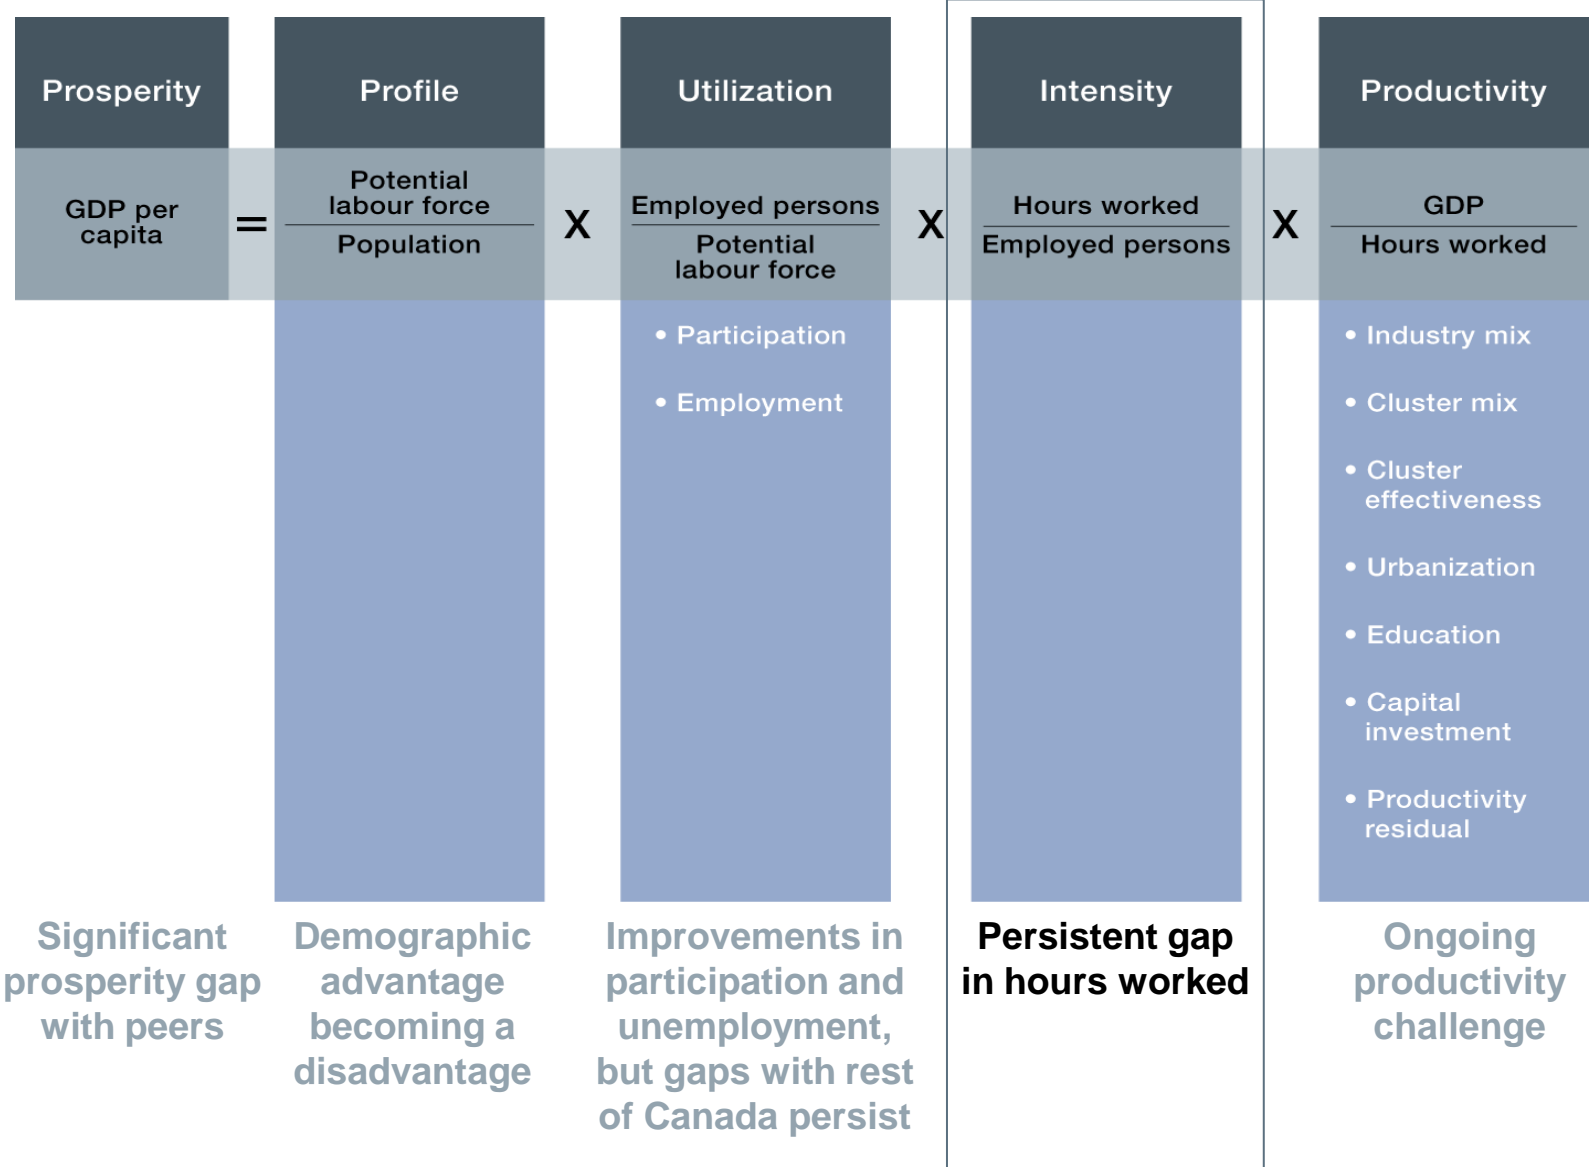 Prosperity
Profile
Utilization
Intensity
Productivity
GDP per
capita
=
Potential
labour force
Population
X
Employed persons
Potential
labour force
X
Hours worked
Employed persons
X
GDP
Hours worked
• Participation
• Employment
• Industry mix
• Cluster mix
• Cluster
effectiveness
• Urbanization
• Education
• Capital
investment
• Productivity
residual
Significant
prosperity gap
with peers
Demographic
advantage
becoming a
disadvantage
Improvements in
participation and
unemployment,
but gaps with rest
of Canada persist
Persistent gap
in hours worked
Ongoing
productivity
challenge